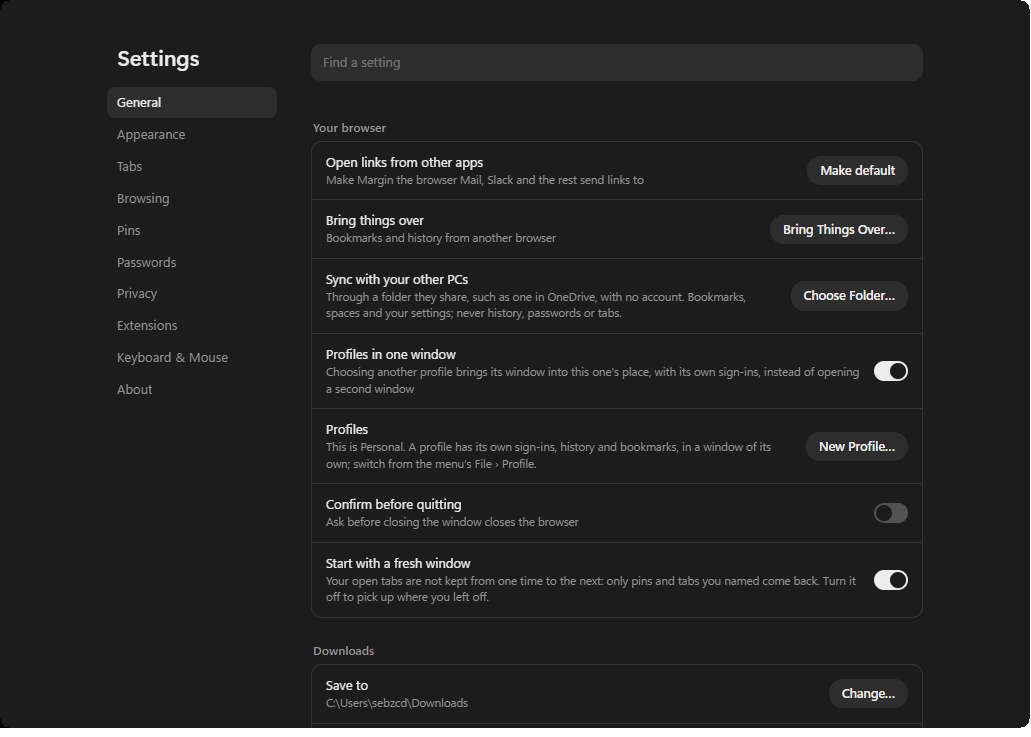 Settings
Find a setting
General
Appearance
Tabs
Browsing
Pins
Passwords
Privacy
Extensions
Keyboard & Mouse
About
Your browser
Open links from other apps
Make Margin the browser Mail, Slack and the rest send links to
Make default
Bring things over
Bookmarks and history from another browser
Bring Things Over...
Sync with your other PCs
Through a folder they share, such as one in OneDrive, with no account. Bookmarks,
spaces and your settings; never history, passwords or tabs.
Choose Folder...
Profiles in one window
Choosing another profile brings its window into this one's place, with its own sign-ins, instead of opening
a second window
Profiles
This is Personal. A profile has its own sign-ins, history and bookmarks, in a window of its
own; switch from the menu's File › Profile.
New Profile...
Confirm before quitting
Ask before closing the window closes the browser
Start with a fresh window
Your open tabs are not kept from one time to the next: only pins and tabs you named come back. Turn it
off to pick up where you left off.
Downloads
Save to
C:\Users\sebzcd\Downloads
Change...